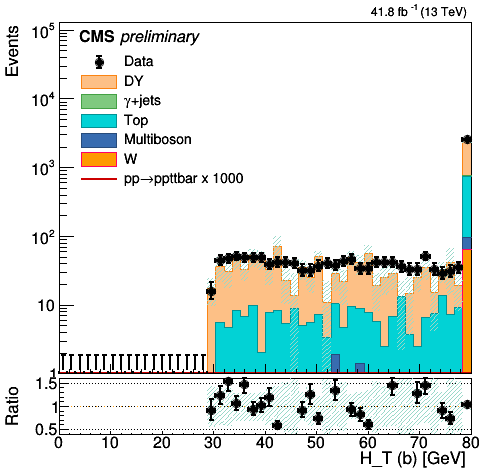 41.8 fb⁻¹ (13 TeV)
Events
10⁵
10⁴
10³
10²
10
1
CMS preliminary
Data
DY
γ+jets
Top
Multiboson
W
pp→ppttbar x 1000
Ratio
1.5
1
0.5
0 10 20 30 40 50 60 70 80
H_T (b) [GeV]